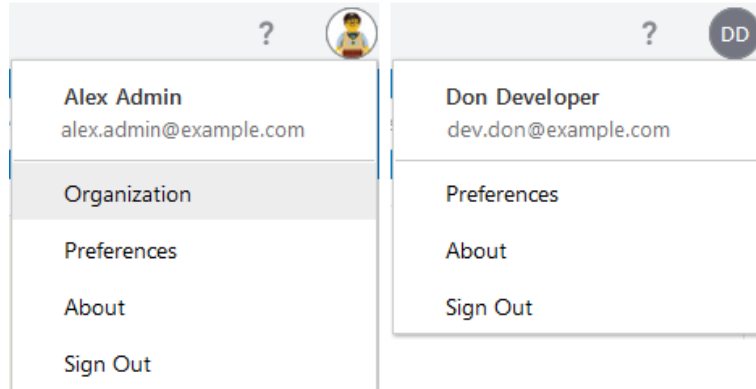 ?
Alex Admin
alex.admin@example.com
Organization
Preferences
About
Sign Out
?
DD
Don Developer
dev.don@example.com
Preferences
About
Sign Out